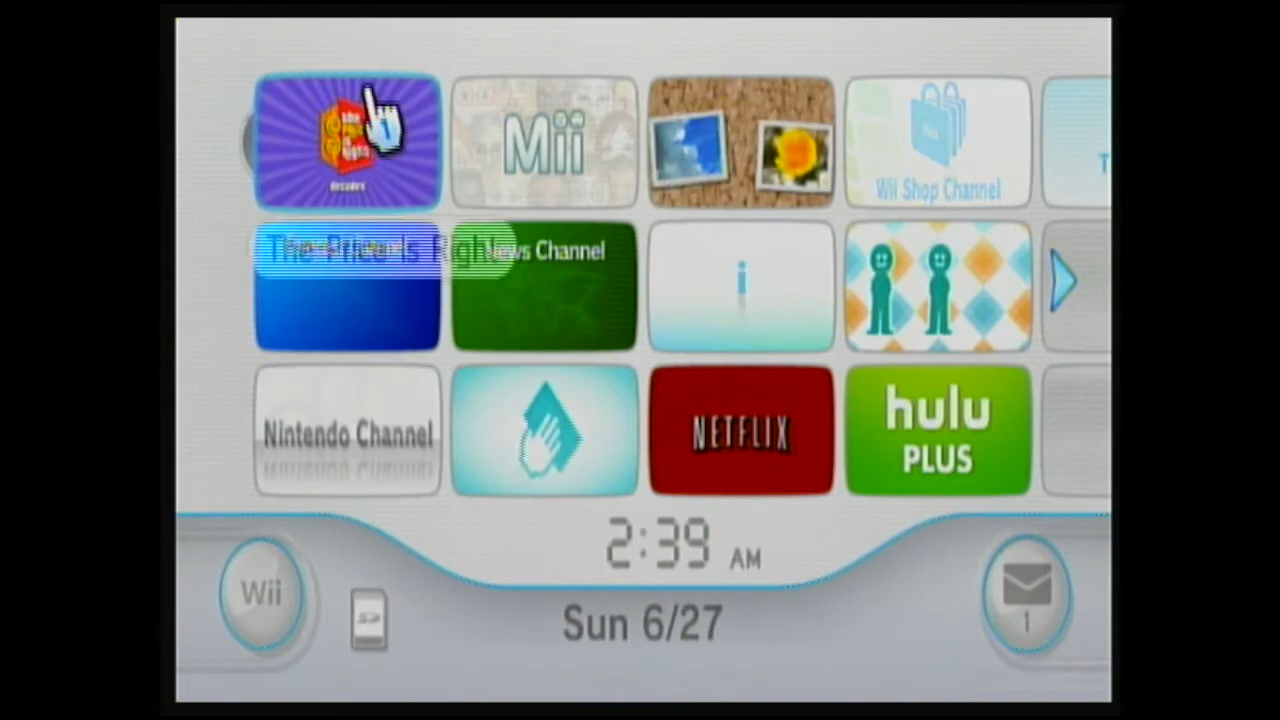 decades
Mii
Wii Shop Channel
T
The Price Is Right
News Channel
i
Nintendo Channel
NETFLIX
hulu
PLUS
2:39 AM
Wii
Sun 6/27
1